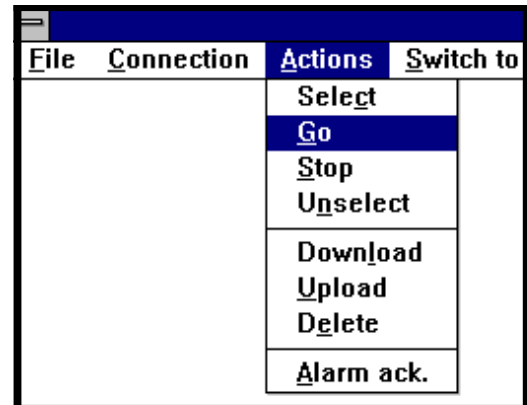 File Connection Actions Switch to
Select
Go
Stop
Unselect
Download
Upload
Delete
Alarm ack.